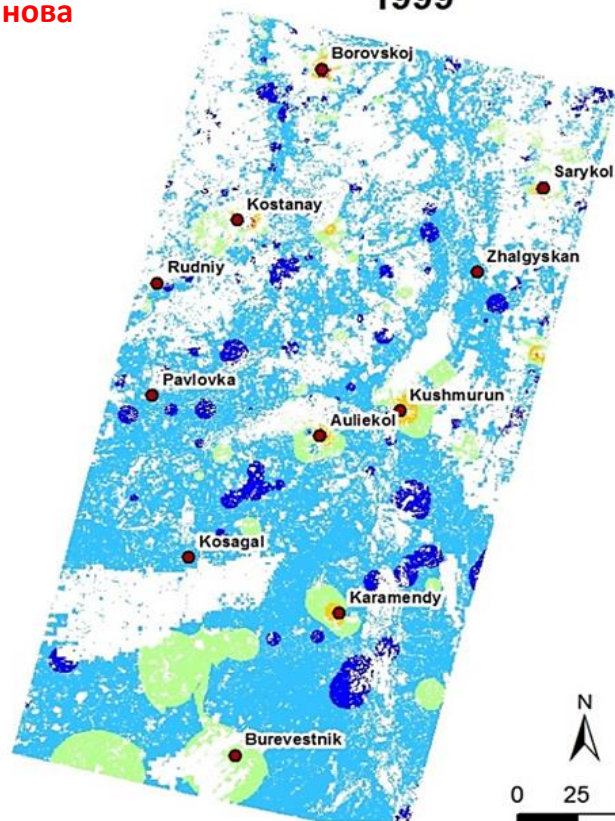 нова
1999
Borovskoj
Sarykol
Kostanay
Zhalgyskan
Rudniy
Pavlovka
Kushmurun
Auliekol
Kosagal
Karamendy
N
Burevestnik
0 25